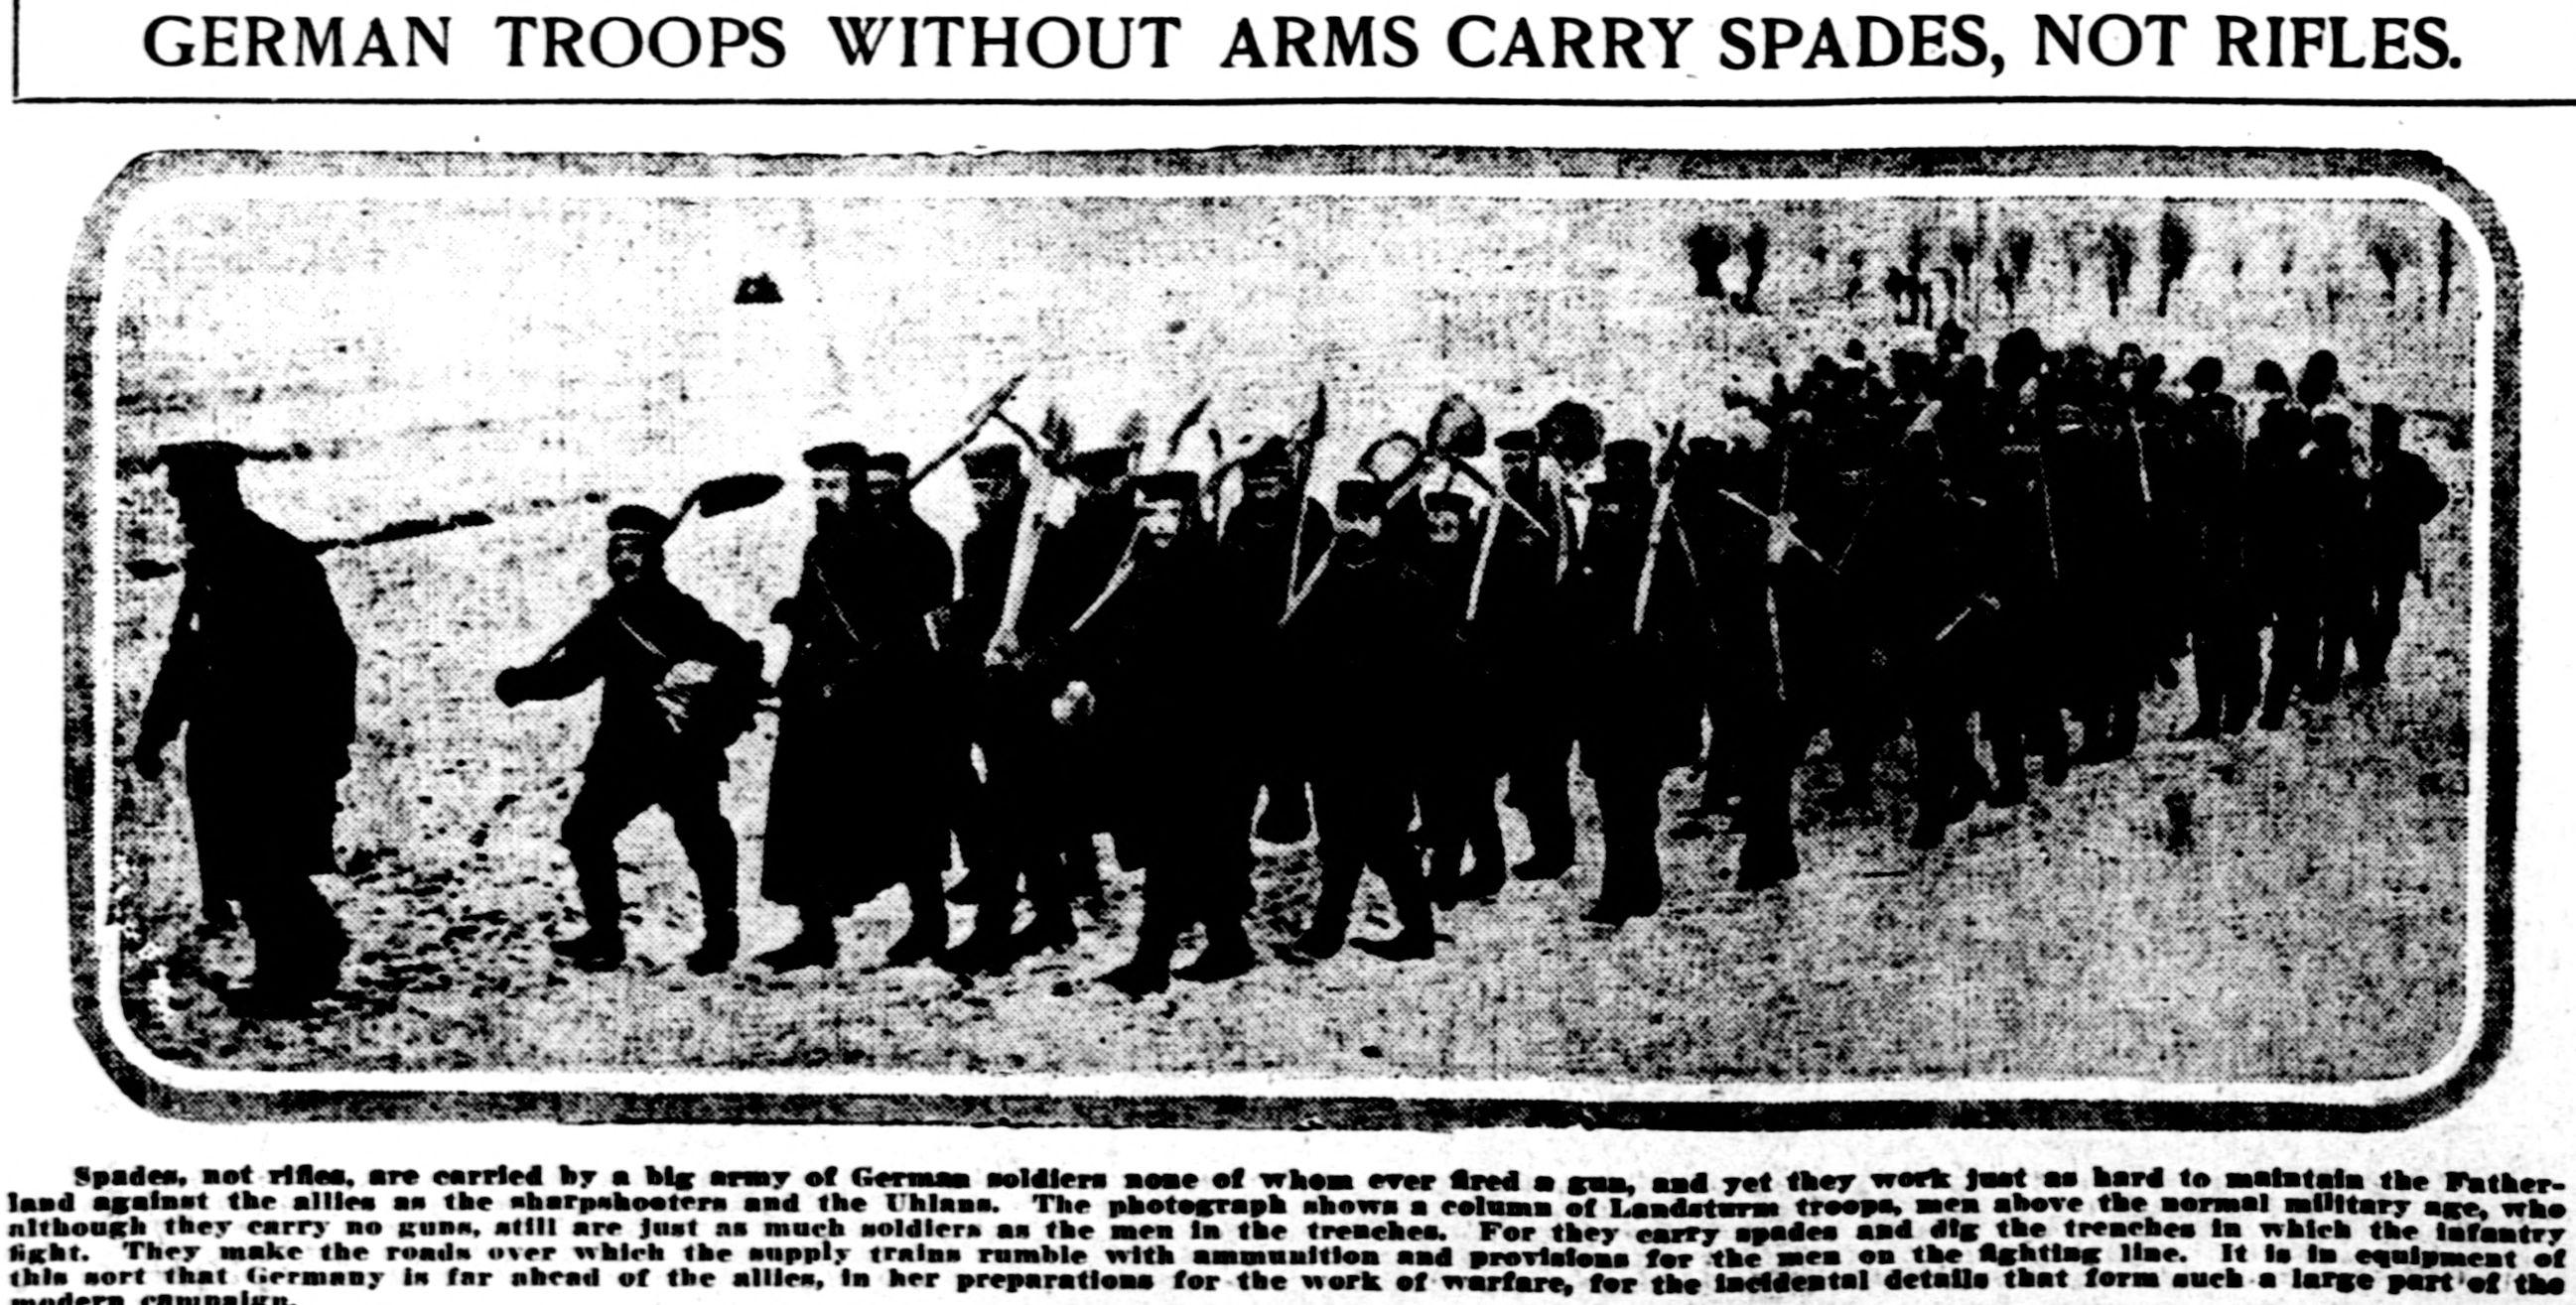 GERMAN TROOPS WITHOUT ARMS CARRY SPADES, NOT RIFLES.
Spades, not rifles, are carried by a big army of German soldiers none of whom ever fired a gun, and yet they work just as hard to maintain the Father-
land against the allies as the sharpshooters and the Uhlans. The photograph shows a column of Landsturm troops, men above the normal military age, who
although they carry no guns, still are just as much soldiers as the men in the trenches. For they carry spades and dig the trenches in which the infantry
fight. They make the roads over which the supply trains rumble with ammunition and provisions for the men on the fighting line. It is in equipment of
this sort that Germany is far ahead of the allies, in her preparations for the work of warfare, for the incidental details that form such a large part of the
modern campaign.